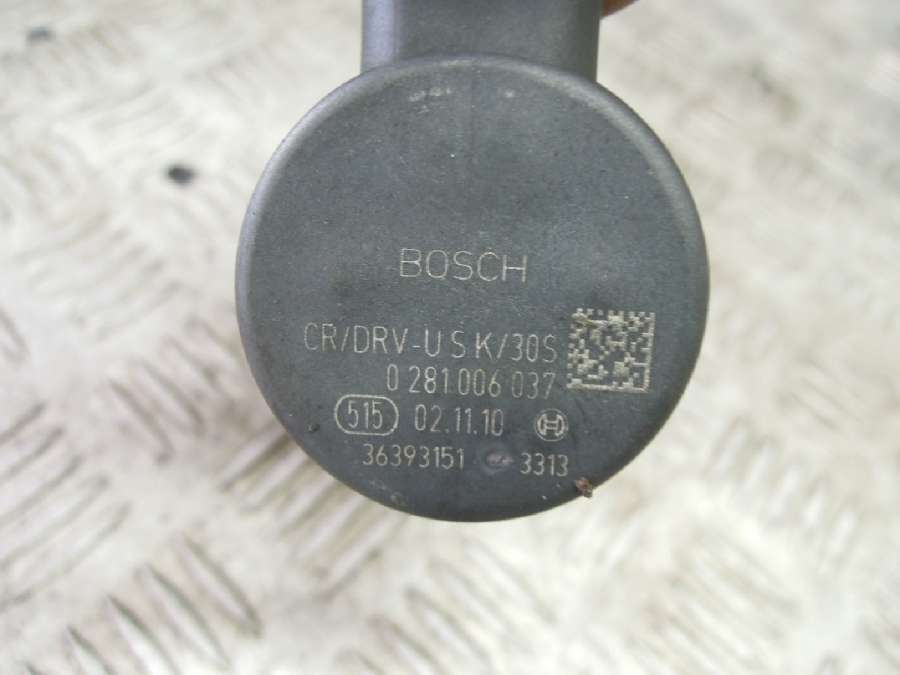 BOSCH
CR/DRV-U S K/30S
0 281 006 037
515 02.11.10
36393151 3313